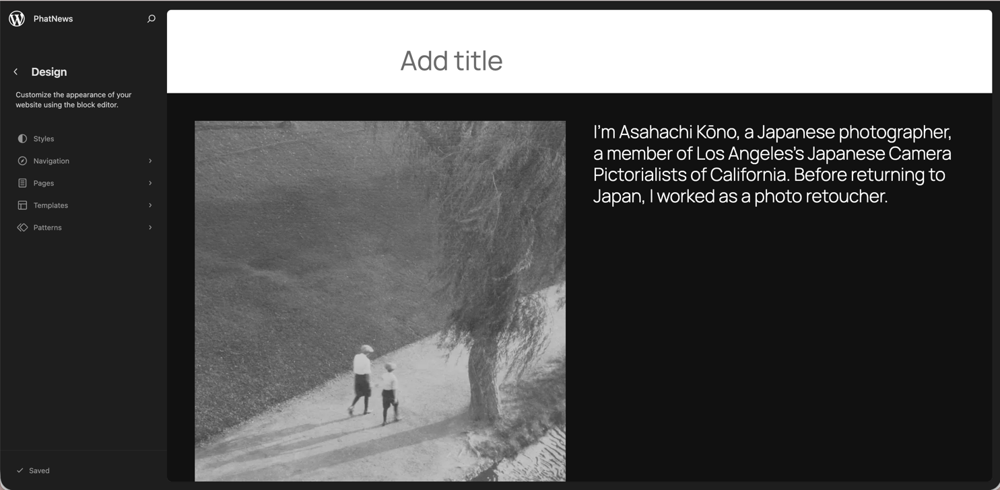 PhatNews
Design
Customize the appearance of your
website using the block editor.
Styles
Navigation
Pages
Templates
Patterns
Saved
Add title
I’m Asahachi Kōno, a Japanese photographer,
a member of Los Angeles’s Japanese Camera
Pictorialists of California. Before returning to
Japan, I worked as a photo retoucher.